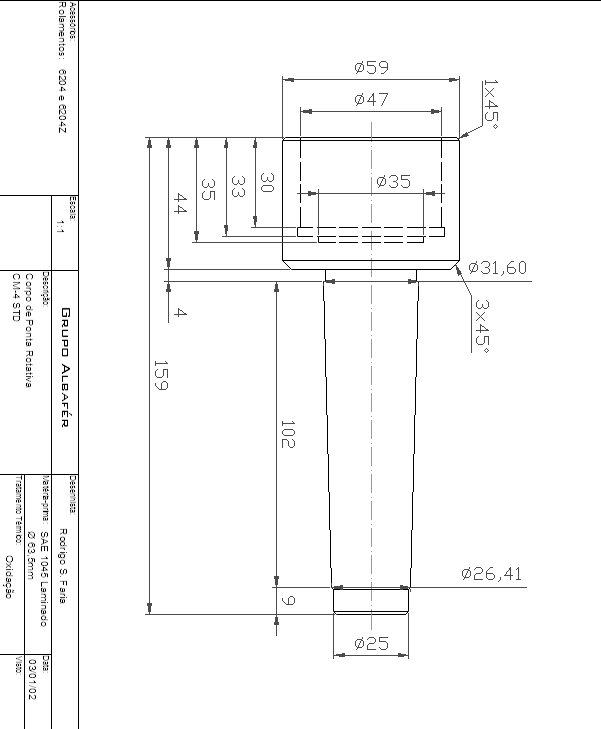 Acessórios:
Rolamentos: 6204 e 6204Z
Escala:
1:1
GRUPO ALBAFÉR
Descrição:
Corpo de Ponta Rotativa
CM-4 STD
Desenhista:
Rodrigo S. Faria
Matéria-prima: SAE 1045 Laminado
Ø 63,5mm
Tratamento Térmico:
Oxidação
Data:
03/01/02
Visto:
Ø59
Ø47
1x45°
Ø35
30
33
35
44
4
Ø31,60
3x45°
159
102
Ø26,41
9
Ø25